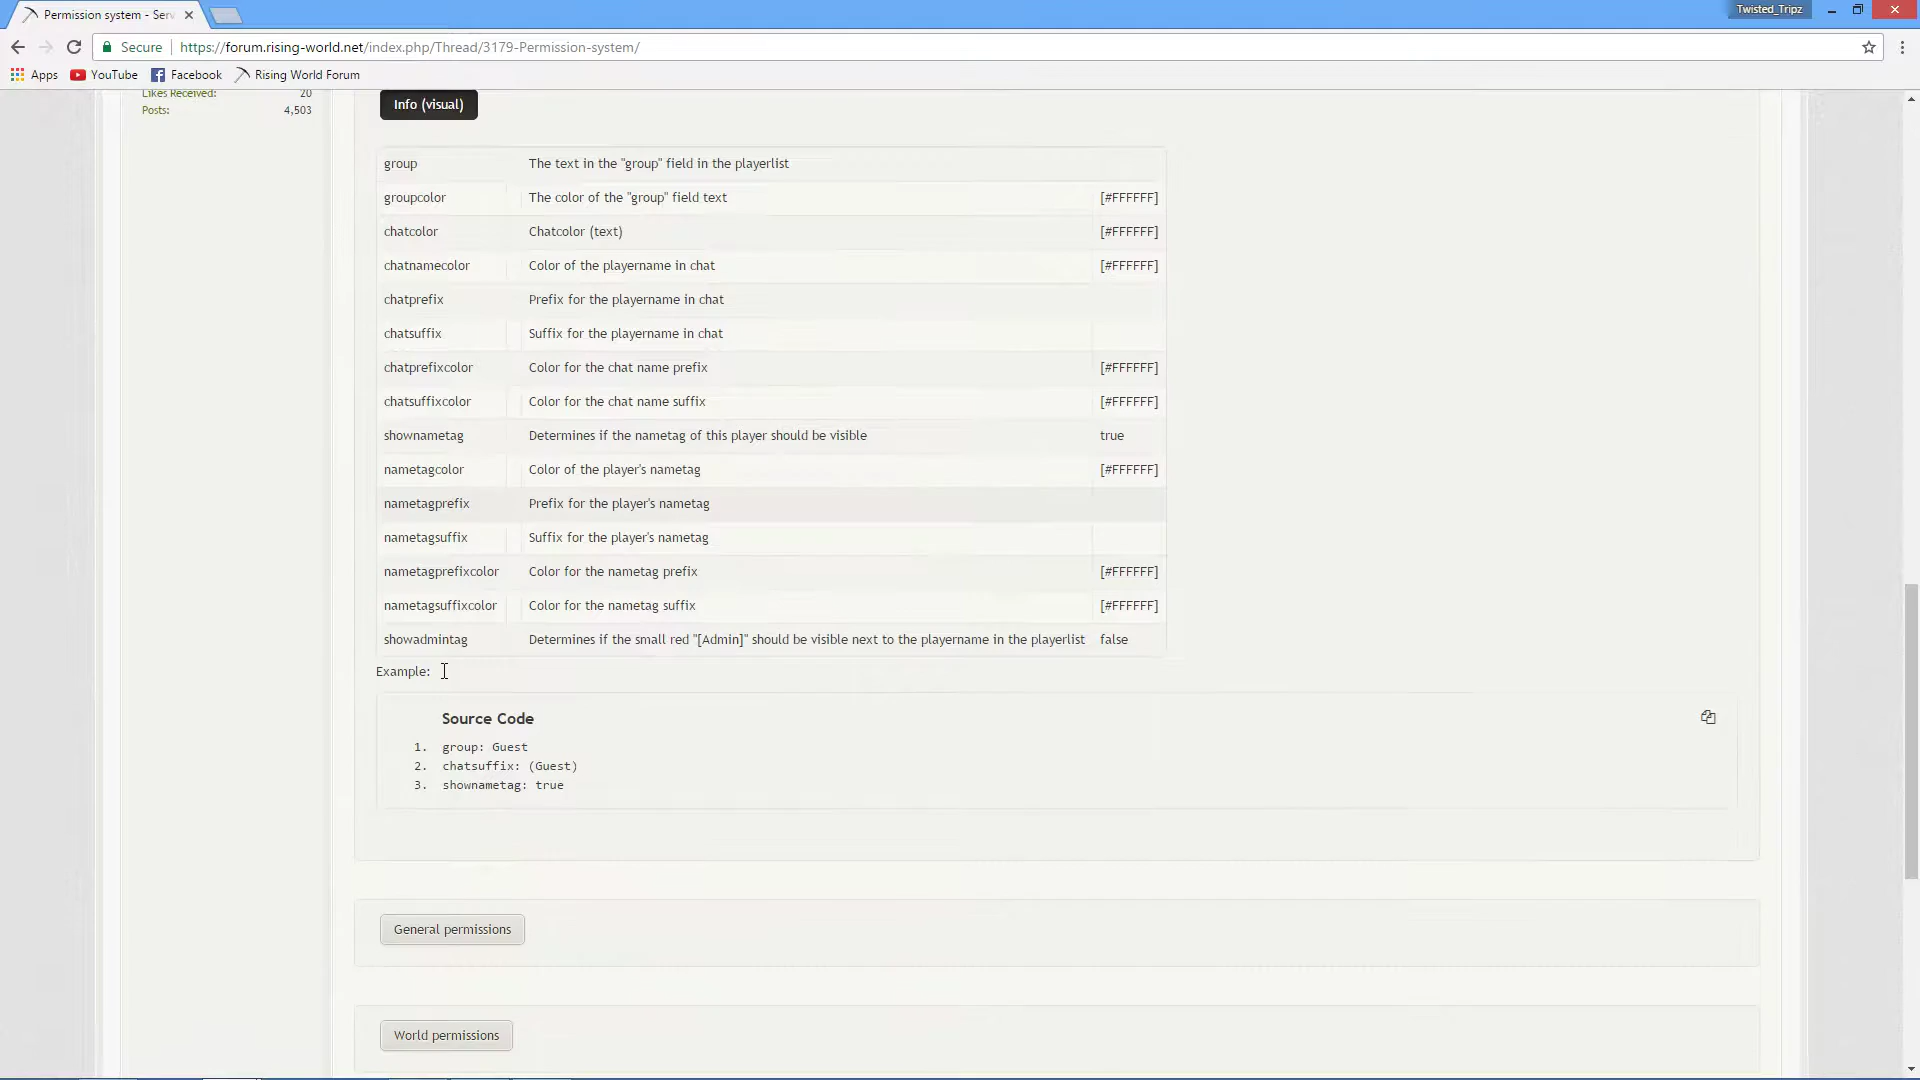 Permission system - Serv
Twisted_Tripz
Secure https://forum.rising-world.net/index.php/Thread/3179-Permission-system/
Apps YouTube Facebook Rising World Forum
Likes Received: 20
Posts: 4,503
Info (visual)
group The text in the "group" field in the playerlist
groupcolor The color of the "group" field text [#FFFFFF]
chatcolor Chatcolor (text) [#FFFFFF]
chatnamecolor Color of the playername in chat [#FFFFFF]
chatprefix Prefix for the playername in chat
chatsuffix Suffix for the playername in chat
chatprefixcolor Color for the chat name prefix [#FFFFFF]
chatsuffixcolor Color for the chat name suffix [#FFFFFF]
shownametag Determines if the nametag of this player should be visible true
nametagcolor Color of the player's nametag [#FFFFFF]
nametagprefix Prefix for the player's nametag
nametagsuffix Suffix for the player's nametag
nametagprefixcolor Color for the nametag prefix [#FFFFFF]
nametagsuffixcolor Color for the nametag suffix [#FFFFFF]
showadmintag Determines if the small red "[Admin]" should be visible next to the playername in the playerlist false
Example:
Source Code
1. group: Guest
2. chatsuffix: (Guest)
3. shownametag: true
General permissions
World permissions